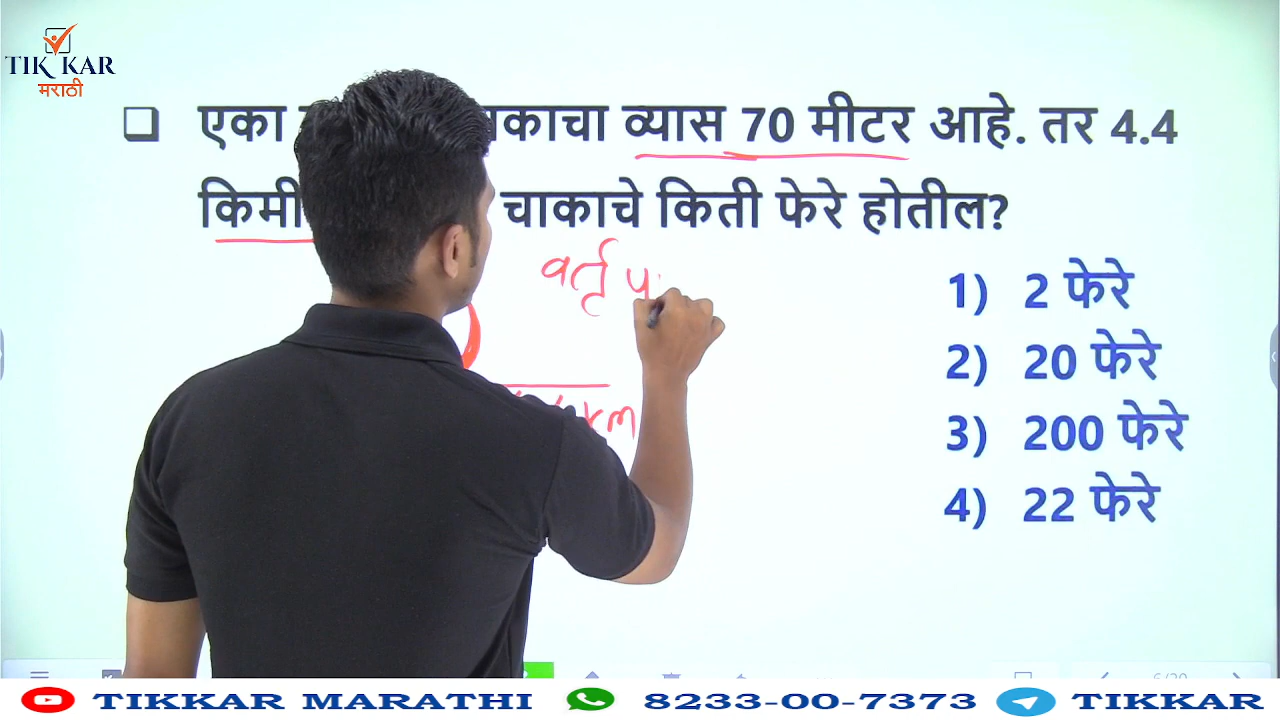 TIK KAR
मराठी
एका चाकाचा व्यास 70 मीटर आहे. तर 4.4
किमी चाकाचे किती फेरे होतील?
वर्तृ प
km
1) 2 फेरे
2) 20 फेरे
3) 200 फेरे
4) 22 फेरे
TIKKAR MARATHI 8233-00-7373 TIKKAR